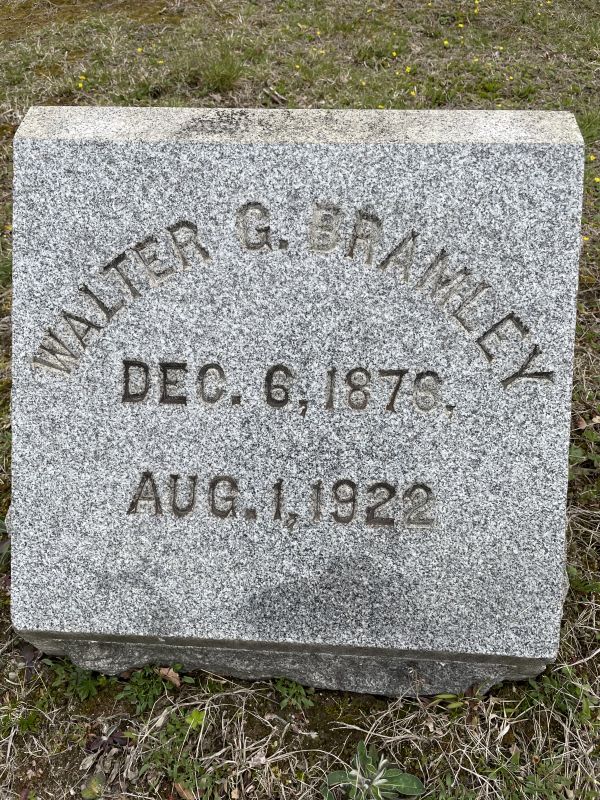 WALTER G. BRAMLEY
DEC. 6, 1876.
AUG. 1, 1922